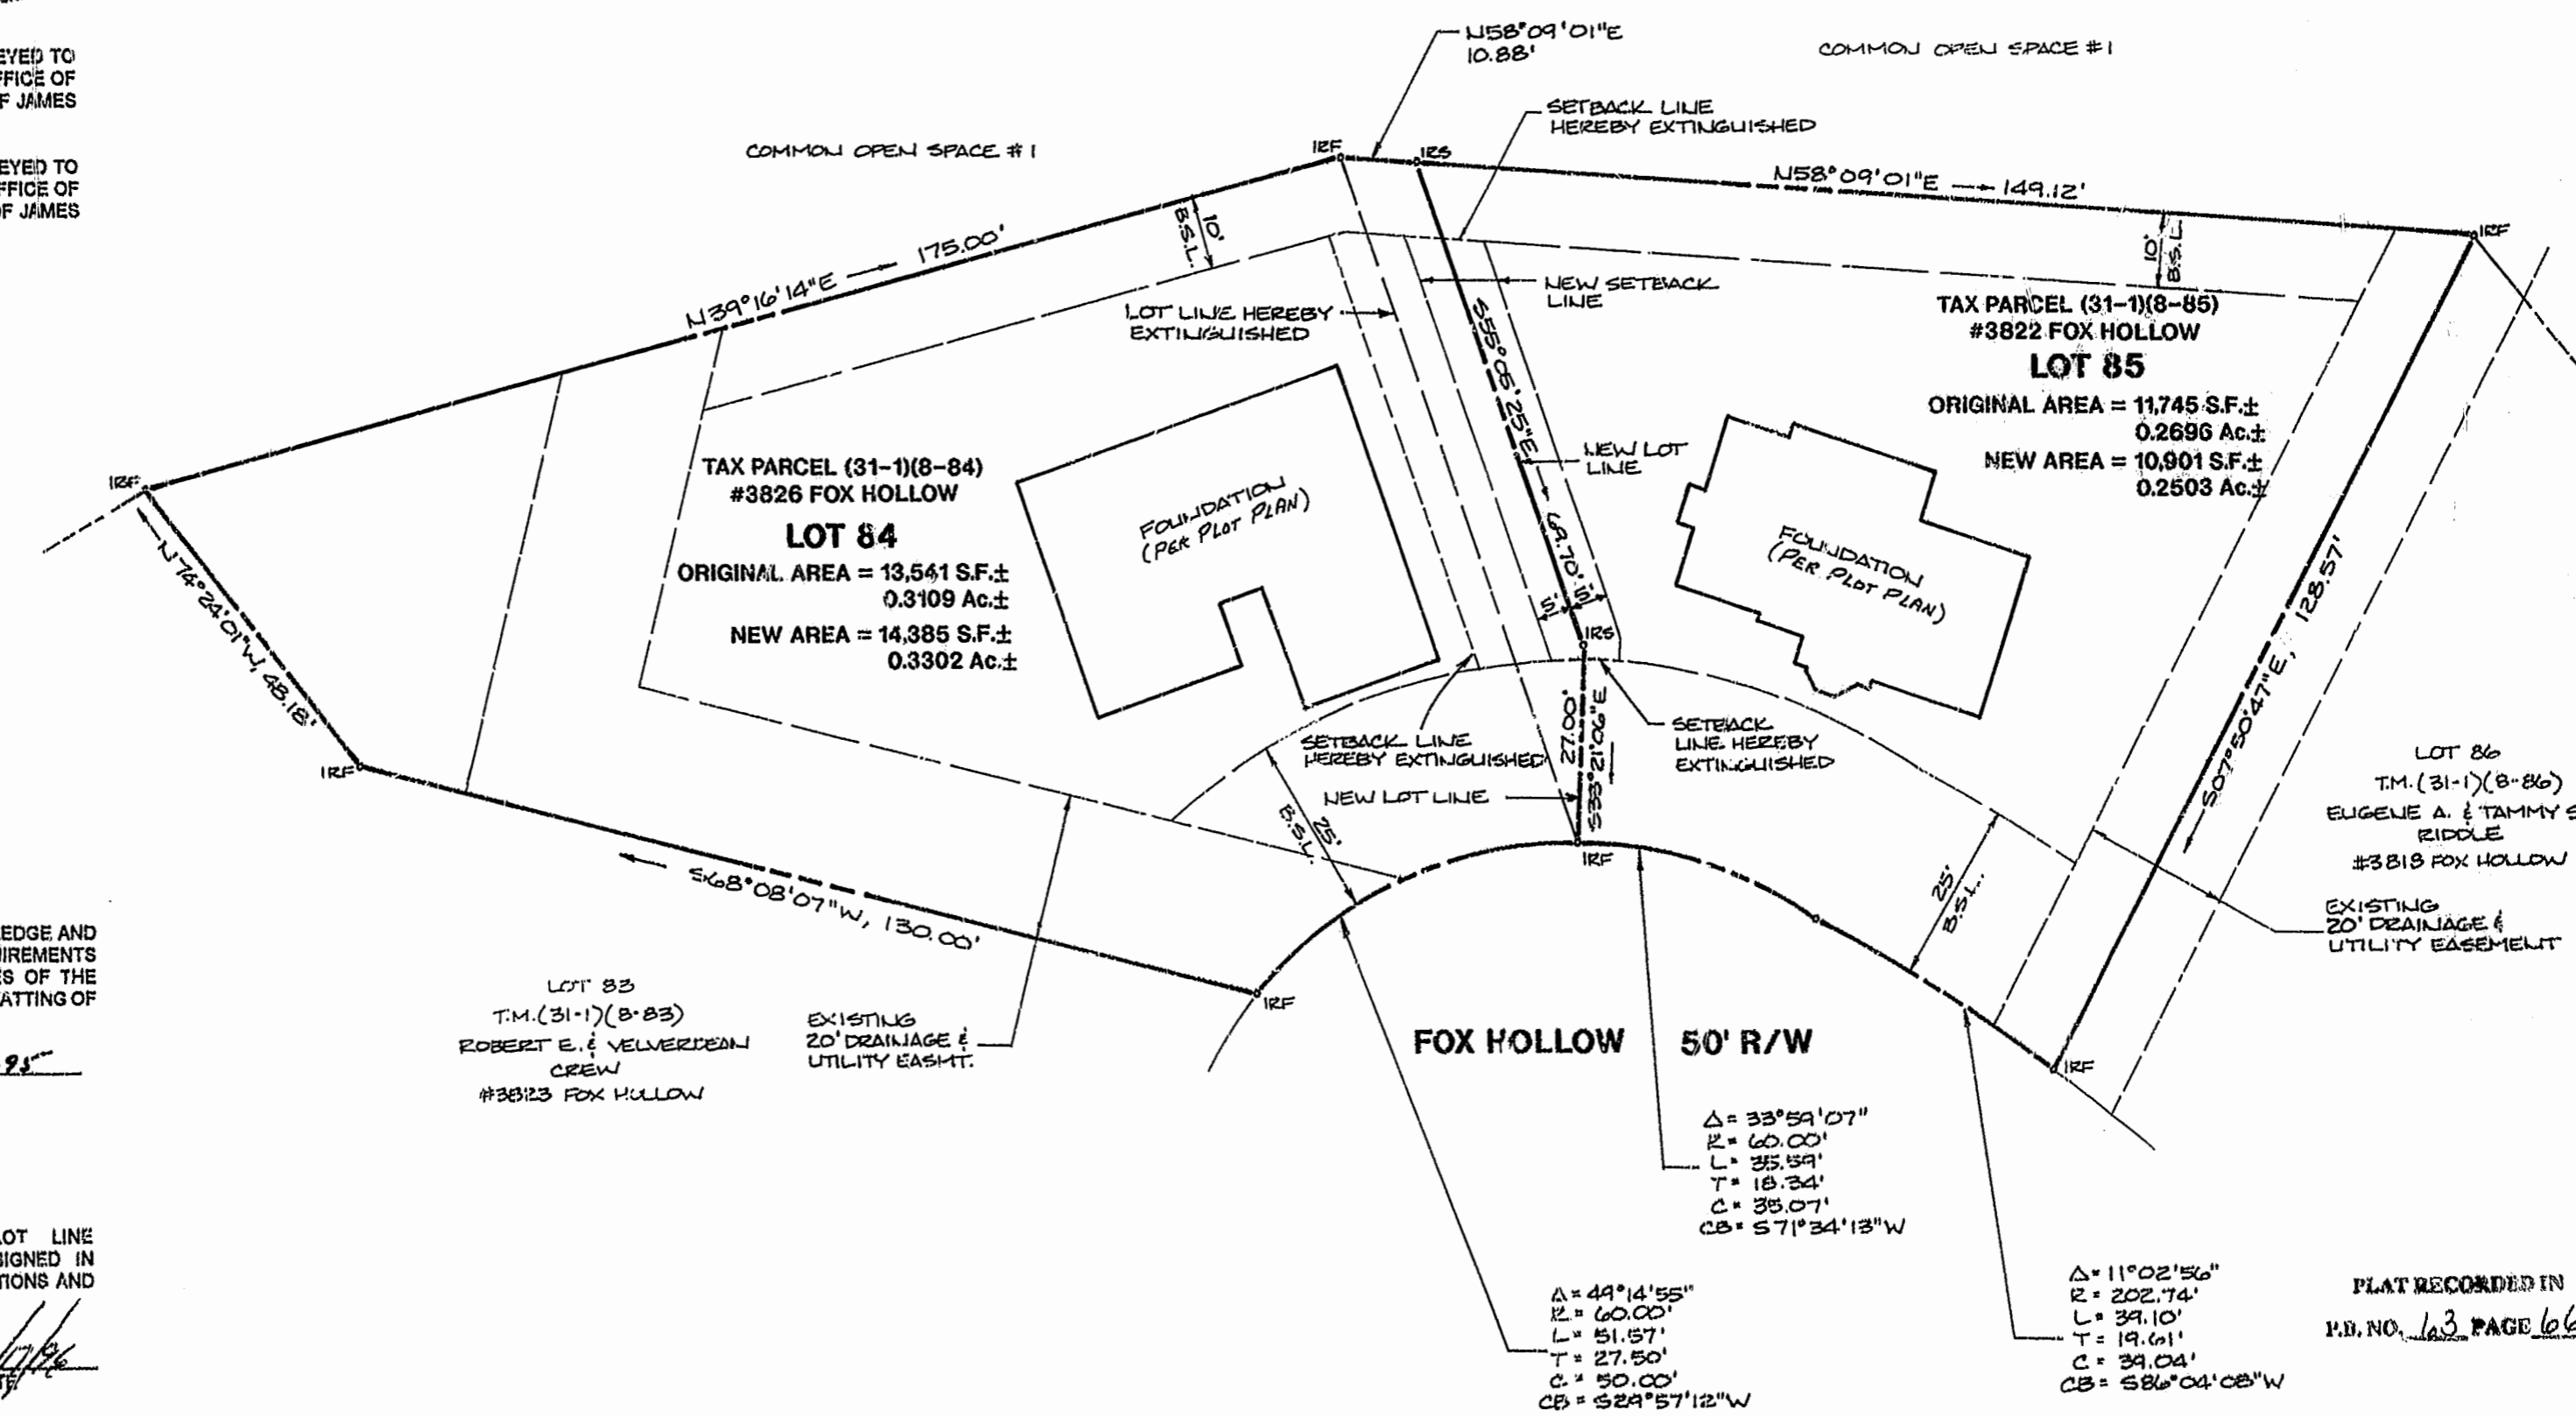 EYED TO
FFICE OF
F JAMES
EYED TO
FFICE OF
OF JAMES
N58°09'01"E
10.88'
COMMON OPEN SPACE #1
SETBACK LINE
HEREBY EXTINGUISHED
COMMON OPEN SPACE #1
IRF
IRS
N58°09'01"E 149.12'
IRF
10'
B.S.L.
10'
B.S.L.
N39°16'14"E 175.00'
NEW SETBACK
LINE
LOT LINE HEREBY
EXTINGUISHED
TAX PARCEL (31-1)(8-85)
#3822 FOX HOLLOW
LOT 85
ORIGINAL AREA = 11,745 S.F.±
0.2696 Ac.±
NEW AREA = 10,901 S.F.±
0.2503 Ac.±
S55°05'25"E 69.70'
NEW LOT
LINE
IRF
TAX PARCEL (31-1)(8-84)
#3826 FOX HOLLOW
LOT 84
ORIGINAL AREA = 13,541 S.F.±
0.3109 Ac.±
NEW AREA = 14,385 S.F.±
0.3302 Ac.±
FOUNDATION
(PER PLOT PLAN)
FOUNDATION
(PER PLOT PLAN)
5'
5'
IRS
N74°24'01"W, 48.18'
IRF
S07°50'47"E, 128.57'
27.00'
S33°21'06"E
SETBACK LINE
HEREBY EXTINGUISHED
SETBACK
LINE HEREBY
EXTINGUISHED
NEW LOT LINE
25'
B.S.L.
IRF
25'
B.S.L.
LOT 86
T.M.(31-1)(8-86)
EUGENE A. & TAMMY S
RIDDLE
#3818 FOX HOLLOW
EXISTING
20' DRAINAGE &
UTILITY EASEMENT
S68°08'07"W, 130.00'
EDGE AND
UIREMENTS
ES OF THE
ATTING OF
95
LOT 83
T.M.(31-1)(8-83)
ROBERT E. & VELVERDEAN
CREW
#3823 FOX HOLLOW
EXISTING
20' DRAINAGE &
UTILITY EASMT.
IRF
FOX HOLLOW 50' R/W
IRF
Δ= 33°59'07"
R= 60.00'
L= 35.59'
T= 18.34'
C= 35.07'
CB= S71°34'13"W
Δ= 49°14'55"
R= 60.00'
L= 51.57'
T= 27.50'
C= 50.00'
CB= S29°57'12"W
Δ= 11°02'56"
R= 202.74'
L= 39.10'
T= 19.61'
C= 39.04'
CB= S86°04'08"W
OT LINE
SIGNED IN
TIONS AND
PLAT RECORDED IN
P.B. NO. 63 PAGE 66